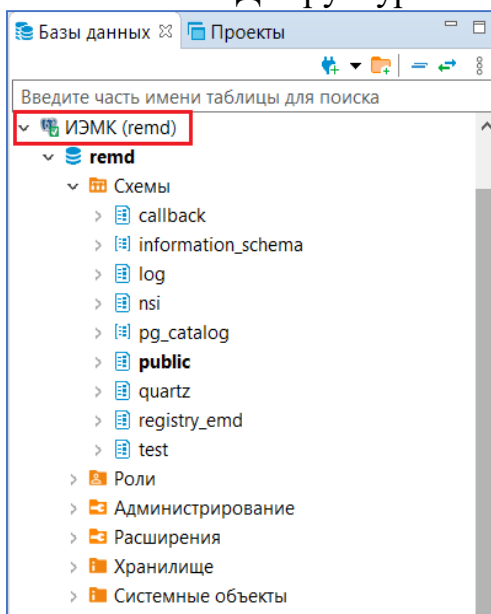 Базы данных Проекты
Введите часть имени таблицы для поиска
ИЭМК (remd)
remd
Схемы
callback
information_schema
log
nsi
pg_catalog
public
quartz
registry_emd
test
Роли
Администрирование
Расширения
Хранилище
Системные объекты